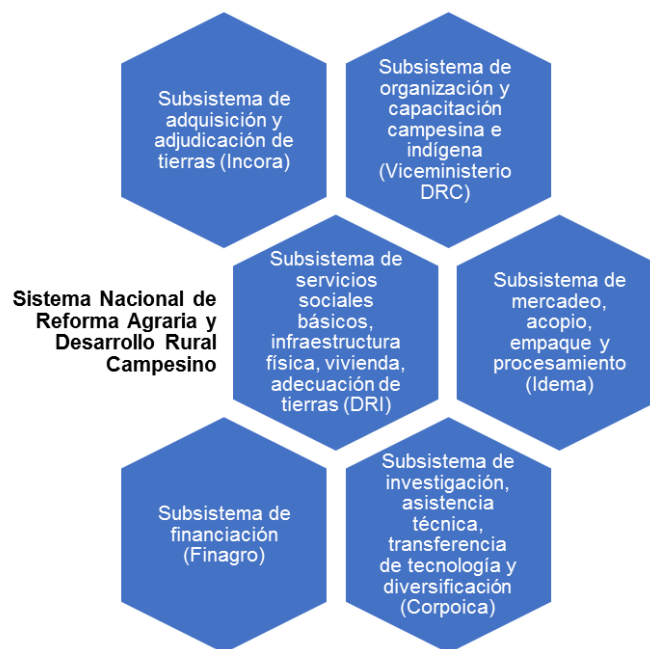 Subsistema de
adquisición y
adjudicación de
tierras (Incora)
Subsistema de
organización y
capacitación
campesina e
indígena
(Viceministerio
DRC)
Sistema Nacional de
Reforma Agraria y
Desarrollo Rural
Campesino
Subsistema de
servicios
sociales
básicos,
infraestructura
física, vivienda,
adecuación de
tierras (DRI)
Subsistema de
mercadeo,
acopio,
empaque y
procesamiento
(Idema)
Subsistema de
financiación
(Finagro)
Subsistema de
investigación,
asistencia
técnica,
transferencia
de tecnología y
diversificación
(Corpoica)